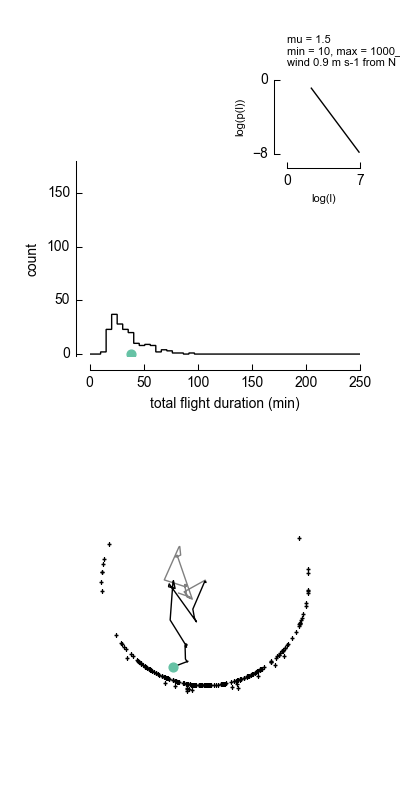 mu = 1.5
min = 10, max = 1000_
wind 0.9 m s-1 from N
0
log(p(l))
−8
0 7
log(l)
150
100
count
50
0
0 50 100 150 200 250
total flight duration (min)